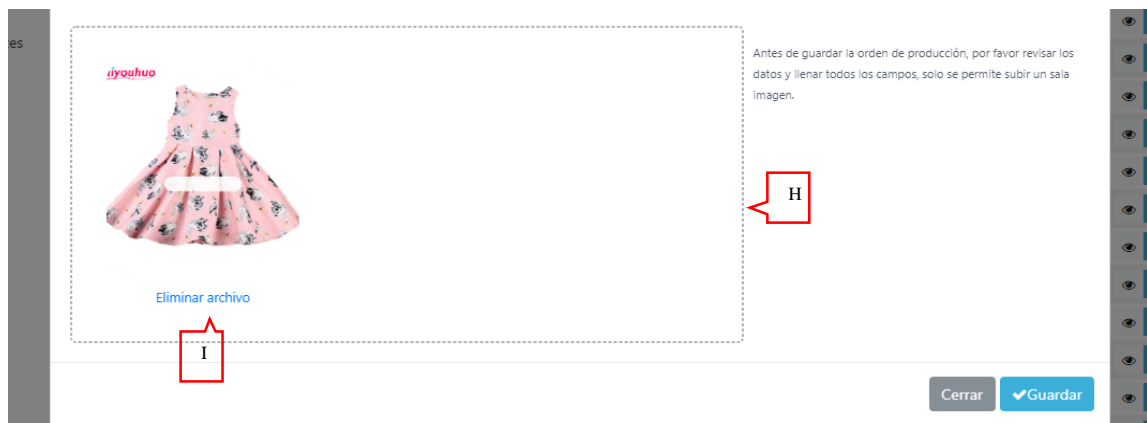 es
Antes de guardar la orden de producción, por favor revisar los
datos y llenar todos los campos, solo se permite subir un sala
imagen.
H
Eliminar archivo
I
Cerrar
Guardar